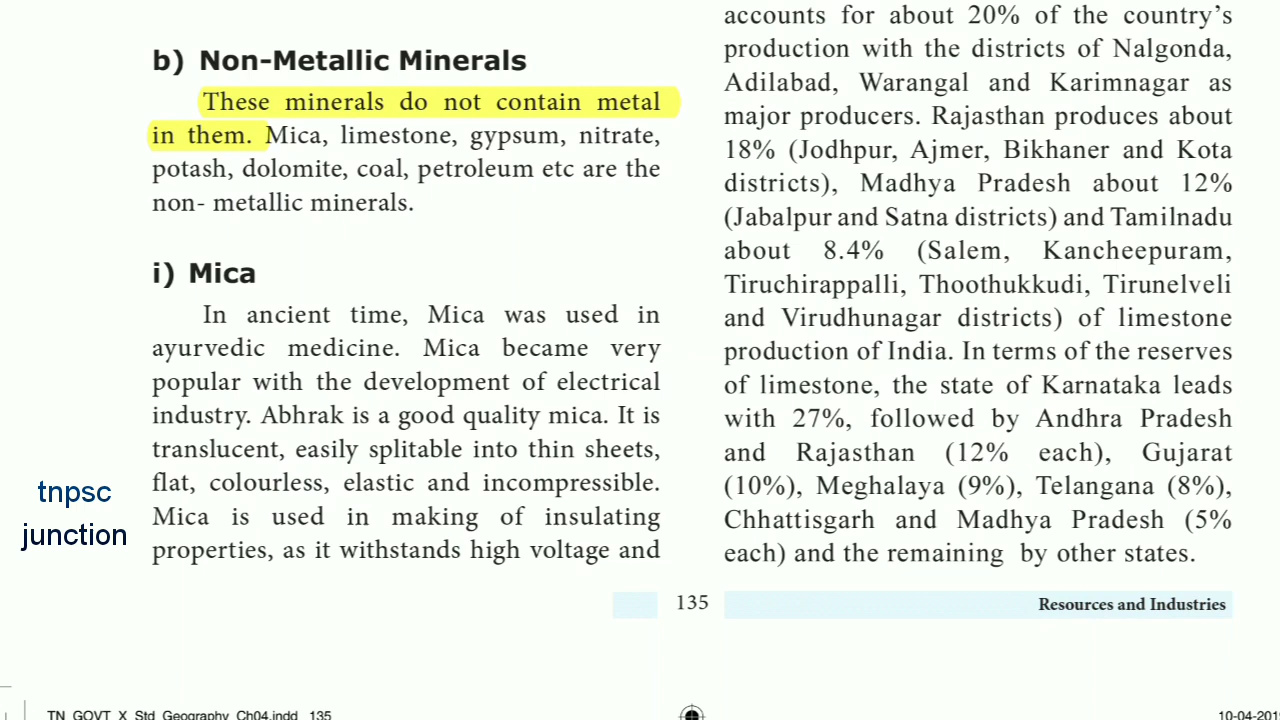 b) Non-Metallic Minerals
These minerals do not contain metal
in them. Mica, limestone, gypsum, nitrate,
potash, dolomite, coal, petroleum etc are the
non- metallic minerals.
i) Mica
In ancient time, Mica was used in
ayurvedic medicine. Mica became very
popular with the development of electrical
industry. Abhrak is a good quality mica. It is
translucent, easily splitable into thin sheets,
flat, colourless, elastic and incompressible.
Mica is used in making of insulating
properties, as it withstands high voltage and
tnpsc
junction
accounts for about 20% of the country's
production with the districts of Nalgonda,
Adilabad, Warangal and Karimnagar as
major producers. Rajasthan produces about
18% (Jodhpur, Ajmer, Bikhaner and Kota
districts), Madhya Pradesh about 12%
(Jabalpur and Satna districts) and Tamilnadu
about 8.4% (Salem, Kancheepuram,
Tiruchirappalli, Thoothukkudi, Tirunelveli
and Virudhunagar districts) of limestone
production of India. In terms of the reserves
of limestone, the state of Karnataka leads
with 27%, followed by Andhra Pradesh
and Rajasthan (12% each), Gujarat
(10%), Meghalaya (9%), Telangana (8%),
Chhattisgarh and Madhya Pradesh (5%
each) and the remaining by other states.
135
Resources and Industries
TN_GOVT_X_Std_Geography_Ch04.indd 135
10-04-201